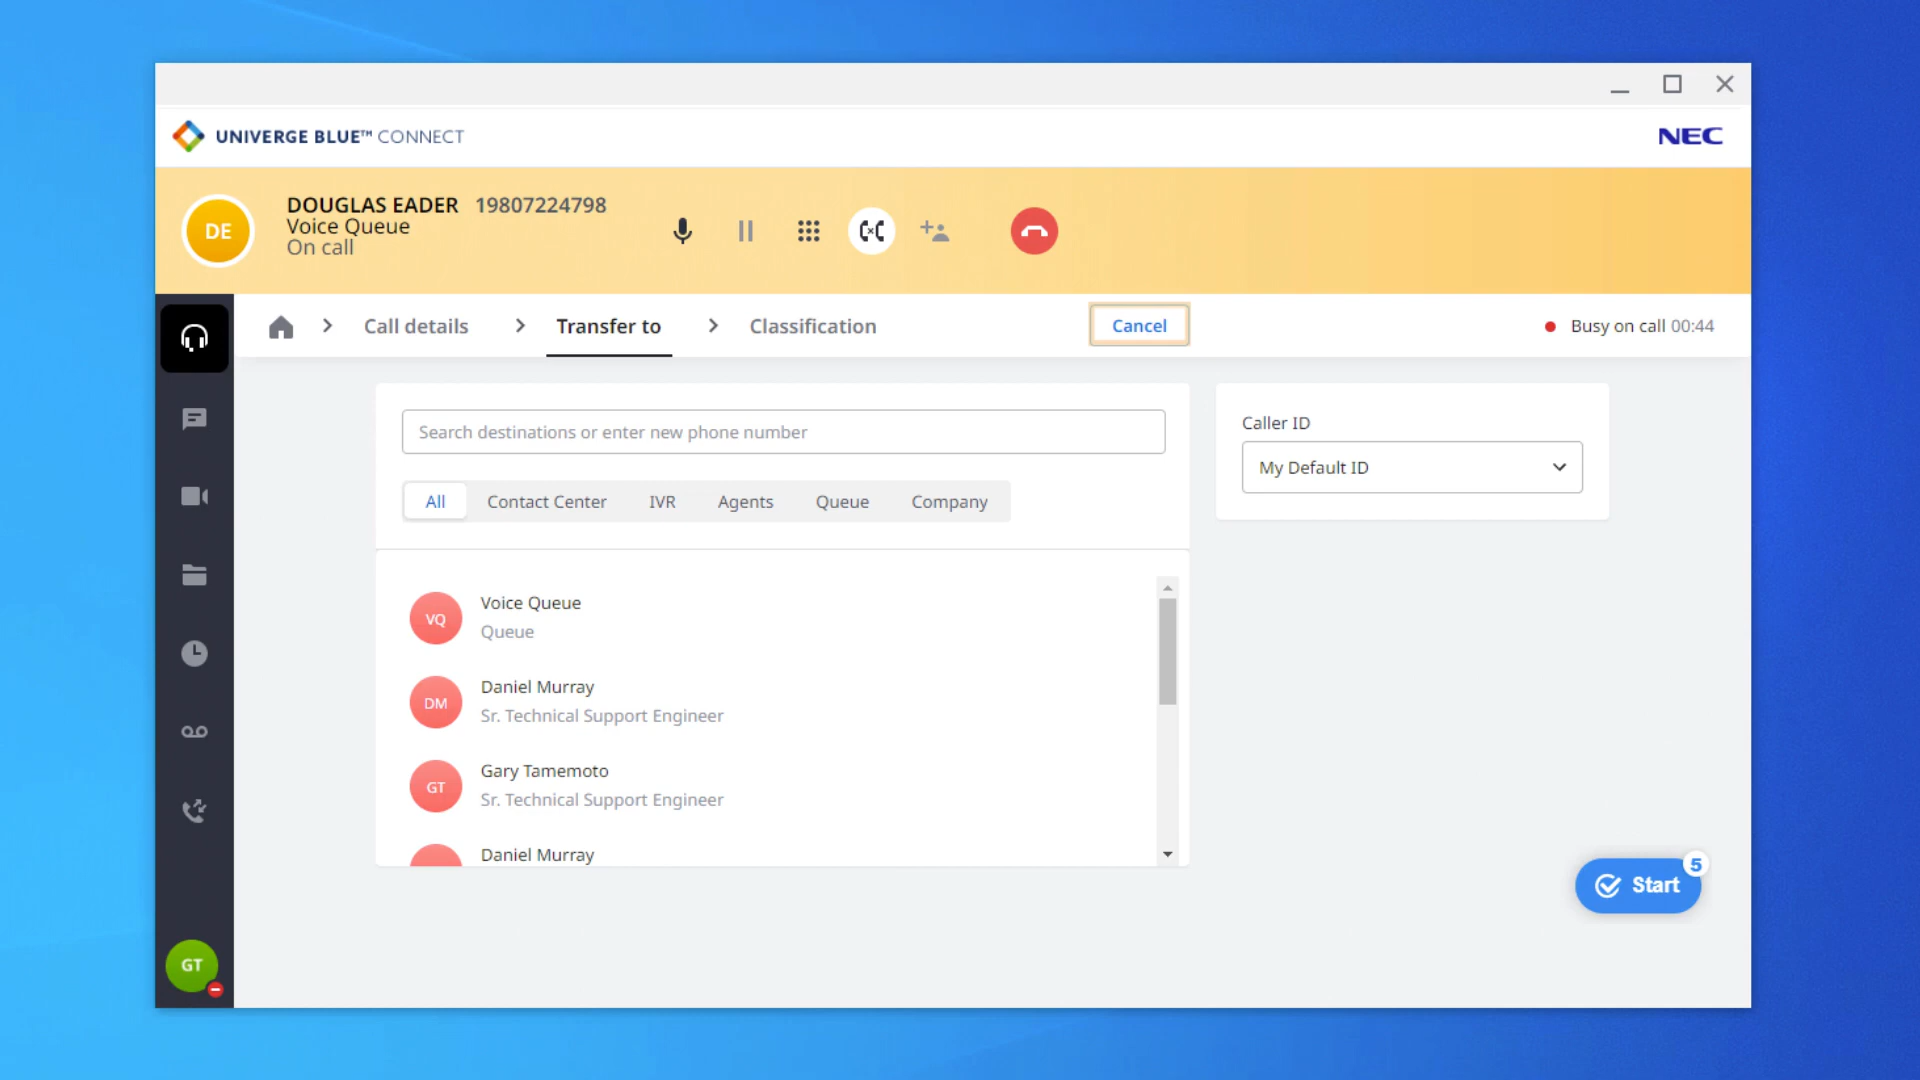 UNIVERGE BLUE™ CONNECT
NEC
DE
DOUGLAS EADER 19807224798
Voice Queue
On call
Call details
Transfer to
Classification
Cancel
Busy on call 00:44
Search destinations or enter new phone number
All
Contact Center
IVR
Agents
Queue
Company
Caller ID
My Default ID
VQ
Voice Queue
Queue
DM
Daniel Murray
Sr. Technical Support Engineer
GT
Gary Tamemoto
Sr. Technical Support Engineer
Daniel Murray
5
Start
GT